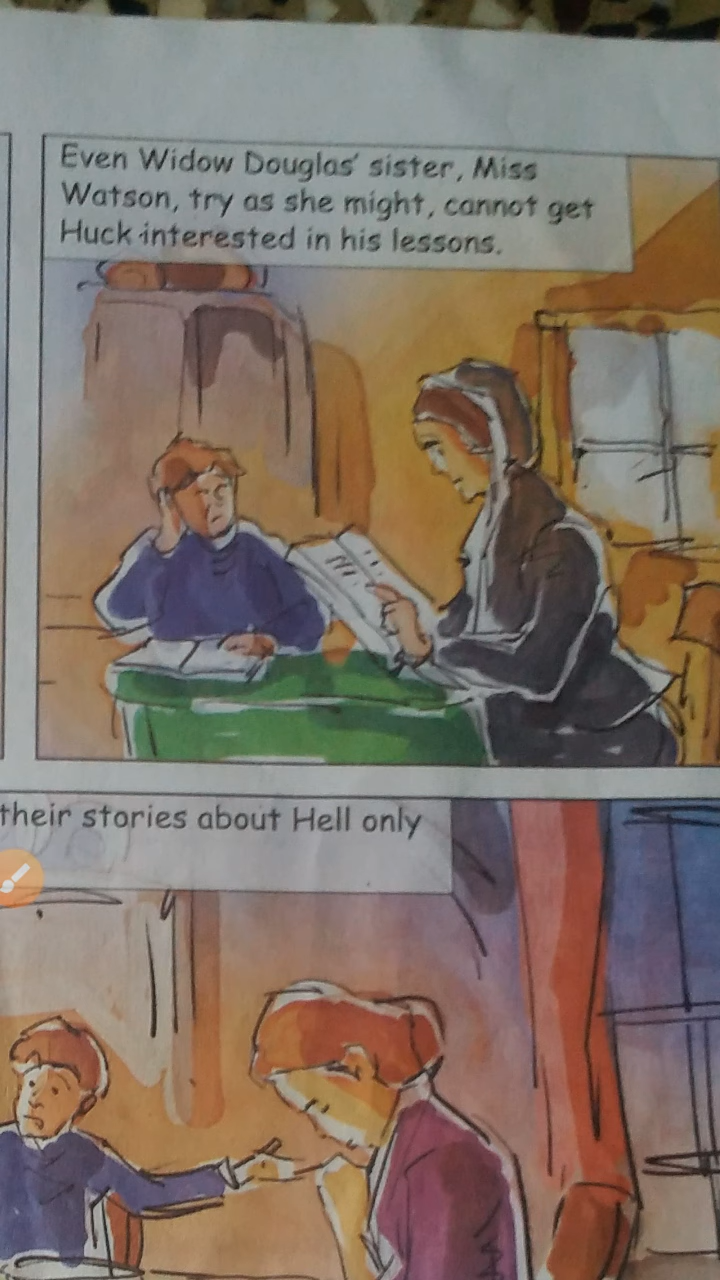 Even Widow Douglas' sister, Miss
Watson, try as she might, cannot get
Huck interested in his lessons.
their stories about Hell only